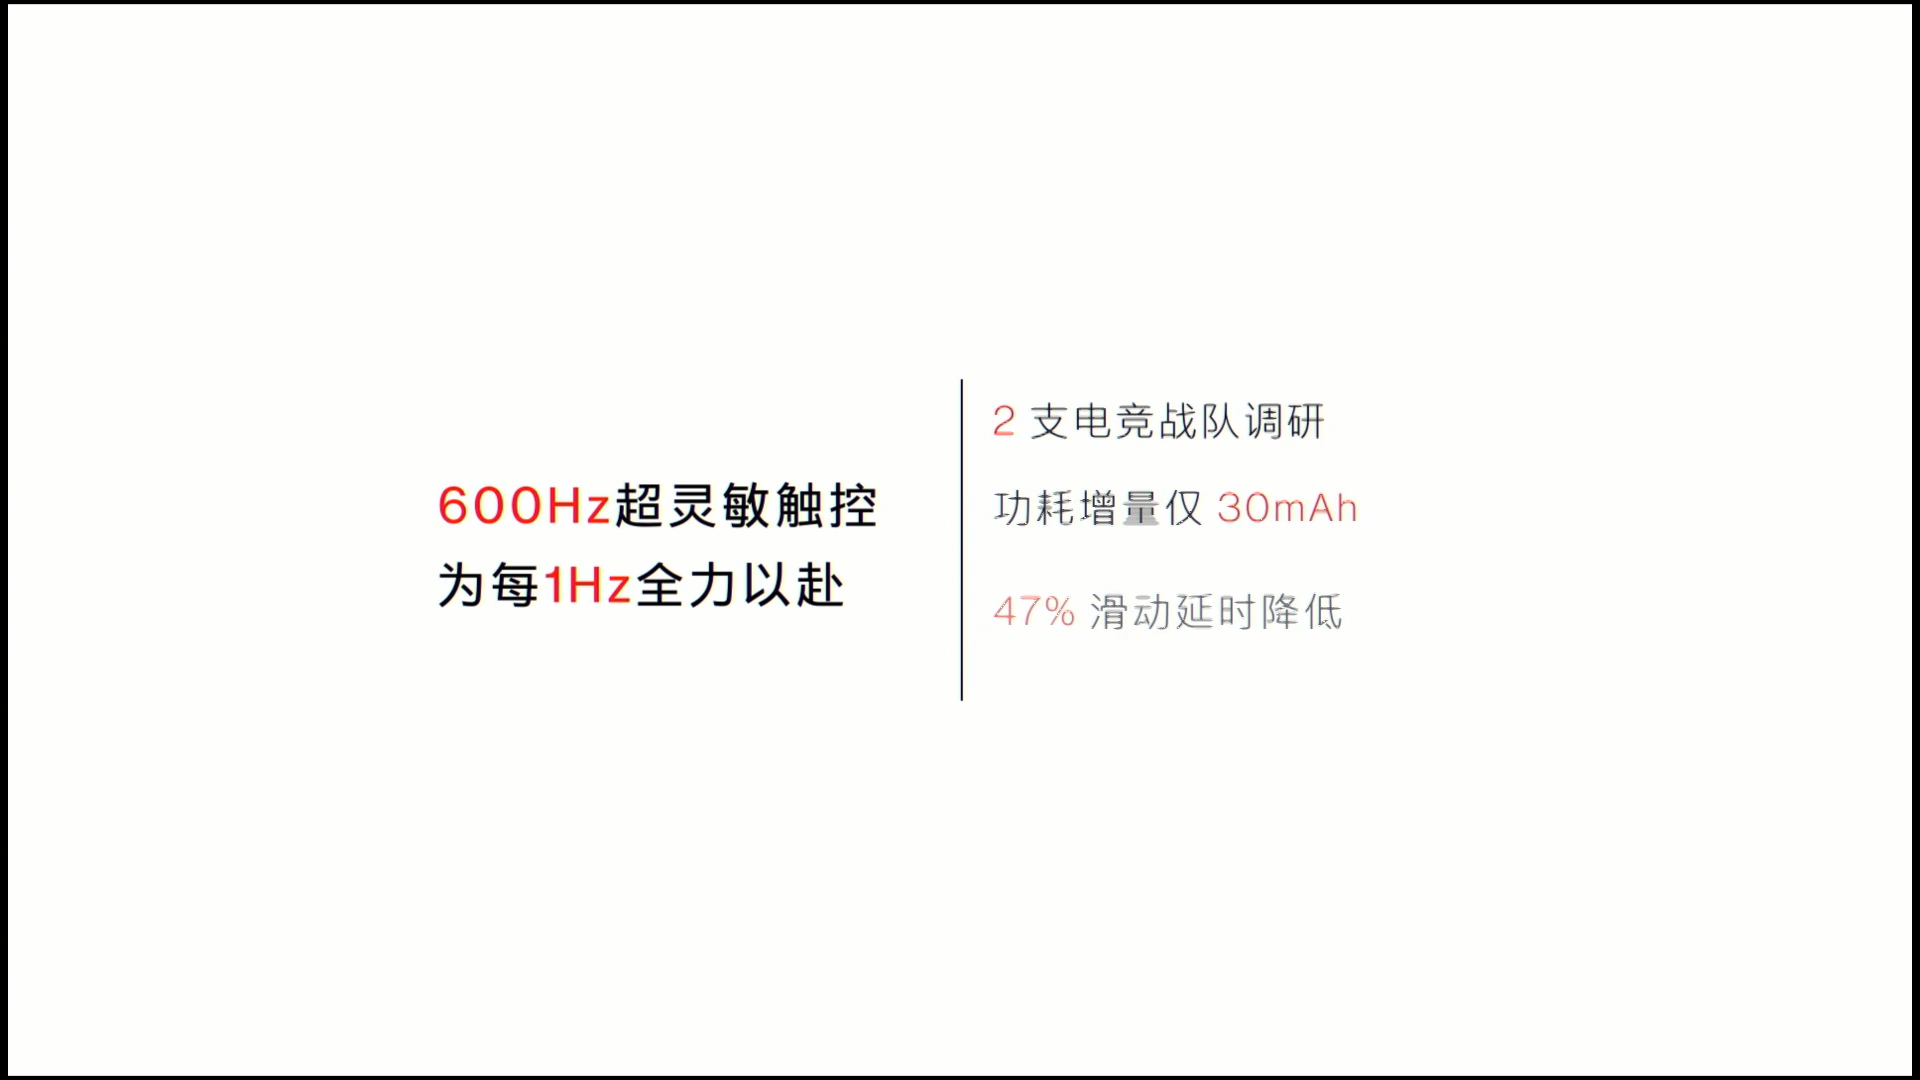 600Hz超灵敏触控
为每1Hz全力以赴
2 支电竞战队调研
功耗增量仅 30mAh
47% 滑动延时降低